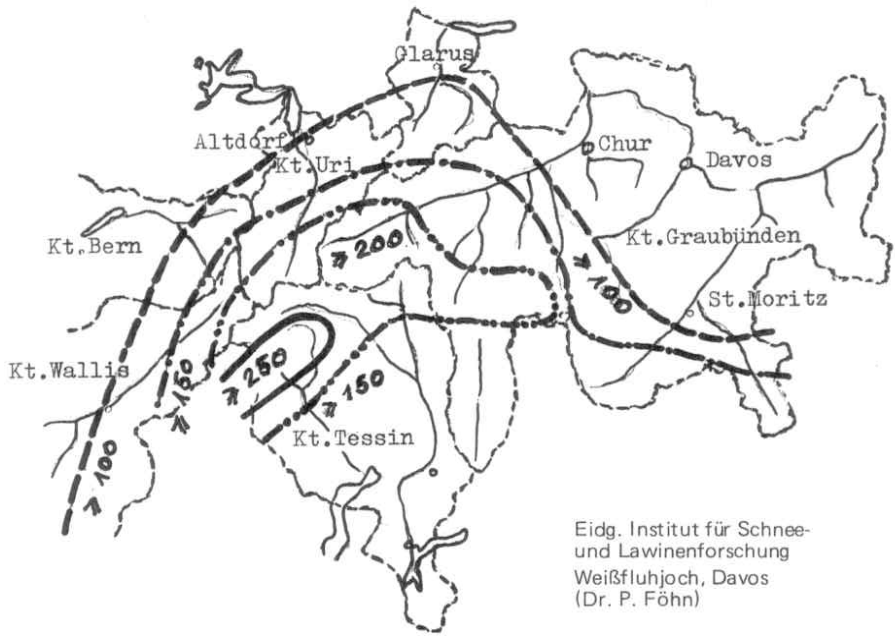 Glarus
Altdorf
Kt.Uri
Chur
Davos
Kt.Bern
≥ 200
Kt.Graubünden
≥ 100
St.Moritz
Kt.Wallis
≥ 150
≥ 250
≥ 150
Kt.Tessin
≥ 100
Eidg. Institut für Schnee-
und Lawinenforschung
Weißfluhjoch, Davos
(Dr. P. Föhn)